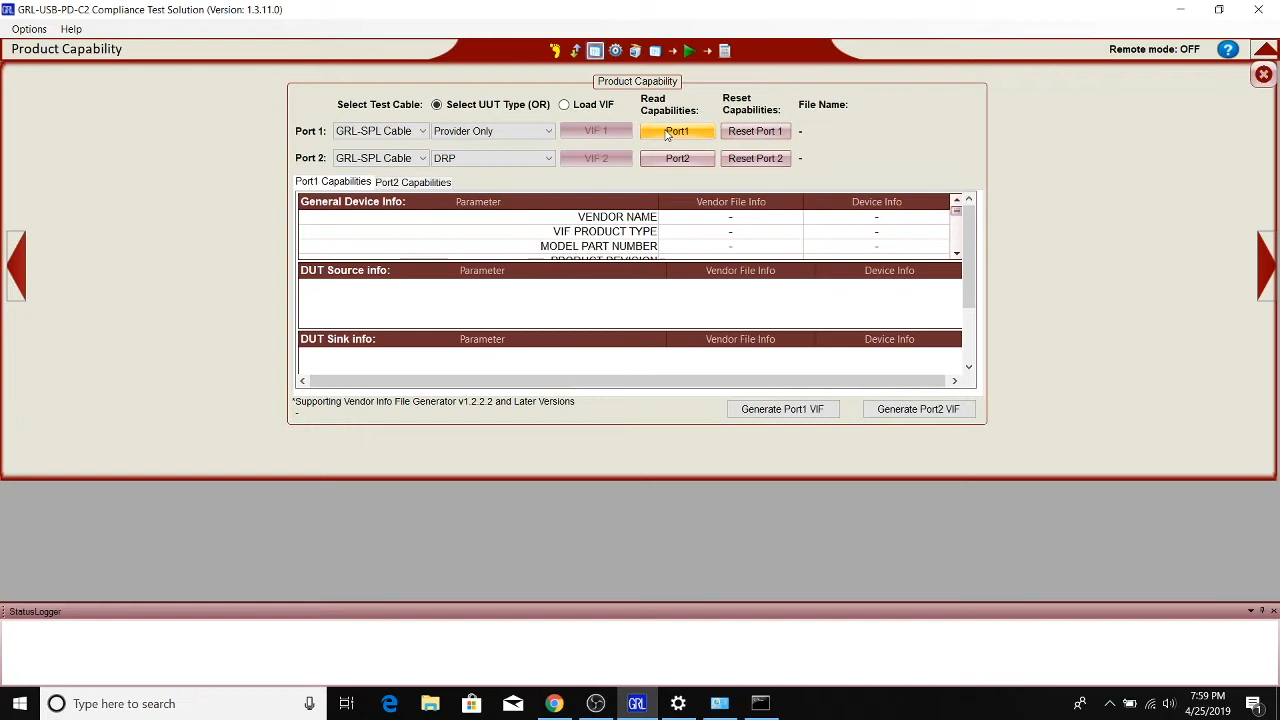 GRL-USB-PD-C2 Compliance Test Solution (Version: 1.3.11.0)
Options Help
Product Capability
Remote mode: OFF
Product Capability
Select Test Cable: Select UUT Type (OR) Load VIF Read Capabilities: Reset Capabilities: File Name:
Port 1: GRL-SPL Cable Provider Only VIF 1 Port1 Reset Port 1 -
Port 2: GRL-SPL Cable DRP VIF 2 Port2 Reset Port 2 -
Port1 Capabilities Port2 Capabilities
General Device Info: Parameter Vendor File Info Device Info
VENDOR NAME - -
VIF PRODUCT TYPE - -
MODEL PART NUMBER - -
PRODUCT REVISION
DUT Source info: Parameter Vendor File Info Device Info
DUT Sink info: Parameter Vendor File Info Device Info
*Supporting Vendor Info File Generator v1.2.2.2 and Later Versions
-
Generate Port1 VIF Generate Port2 VIF
StatusLogger
Type here to search
GRL
7:59 PM
4/25/2019
1